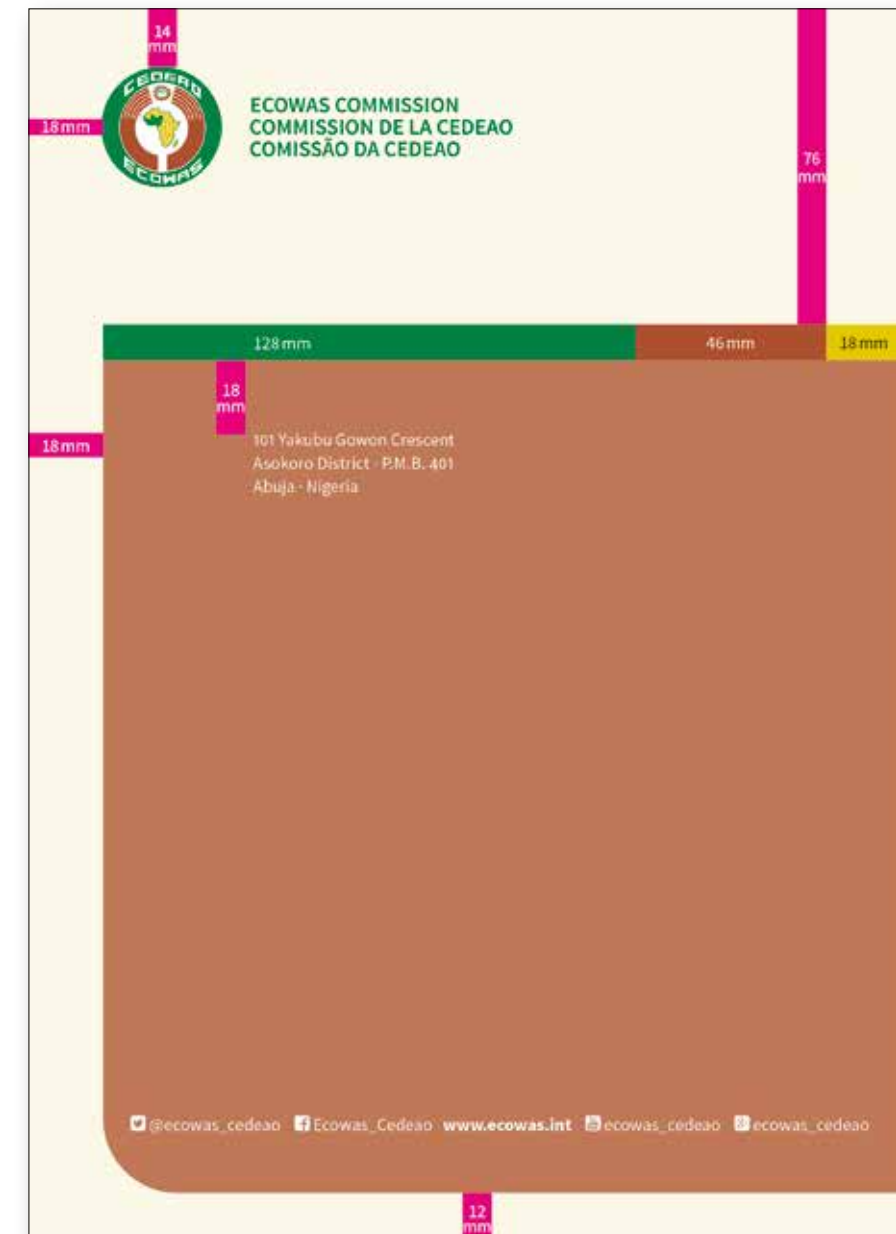 14
mm
CEDEAO
ECOWAS
18mm
ECOWAS COMMISSION
COMMISSION DE LA CEDEAO
COMISSÃO DA CEDEAO
76
mm
128mm
46mm
18mm
18
mm
18mm
101 Yakubu Gowon Crescent
Asokoro District - P.M.B. 401
Abuja - Nigeria
@ecowas_cedeao Ecowas_Cedeao www.ecowas.int ecowas_cedeao ecowas_cedeao
12
mm